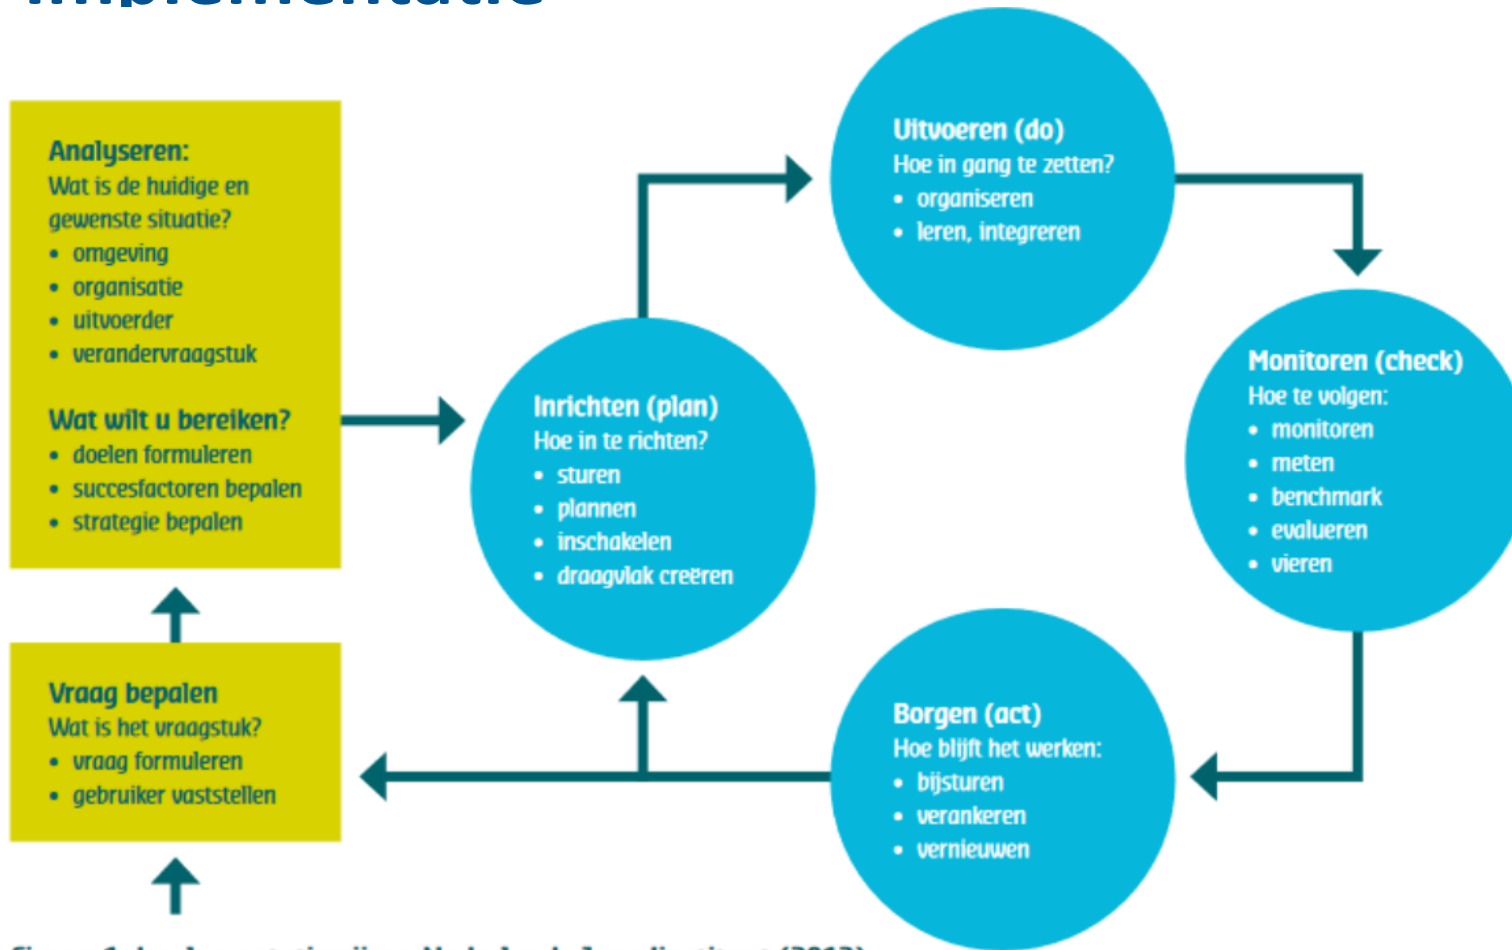 Implementatie
Analyseren:
Wat is de huidige en
gewenste situatie?
• omgeving
• organisatie
• uitvoerder
• verandervraagstuk
Wat wilt u bereiken?
• doelen formuleren
• succesfactoren bepalen
• strategie bepalen
Vraag bepalen
Wat is het vraagstuk?
• vraag formuleren
• gebruiker vaststellen
Inrichten (plan)
Hoe in te richten?
• sturen
• plannen
• inschakelen
• draagvlak creëren
Uitvoeren (do)
Hoe in gang te zetten?
• organiseren
• leren, integreren
Monitoren (check)
Hoe te volgen:
• monitoren
• meten
• benchmark
• evalueren
• vieren
Borgen (act)
Hoe blijft het werken:
• bijsturen
• verankeren
• vernieuwen